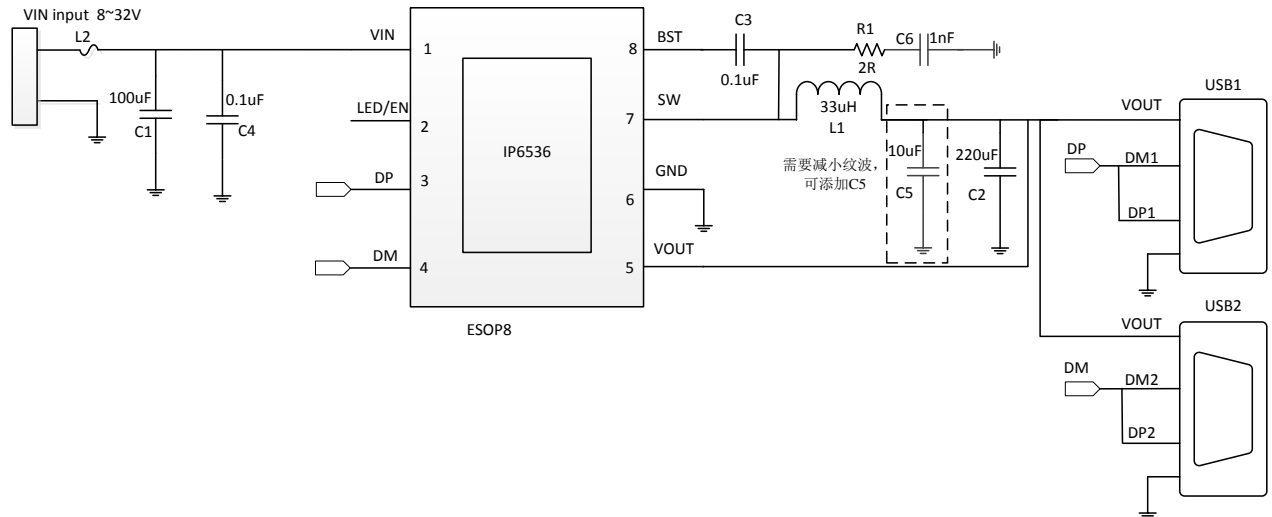 VIN input 8~32V
L2
VIN
1
100uF
C1
0.1uF
C4
LED/EN
2
DP
3
DM
4
IP6536
ESOP8
8
BST
C3
0.1uF
R1
2R
C6
1nF
SW
7
33uH
L1
GND
6
VOUT
5
需要减小纹波,
可添加C5
10uF
C5
220uF
C2
USB1
VOUT
DP
DM1
DP1
USB2
VOUT
DM
DM2
DP2